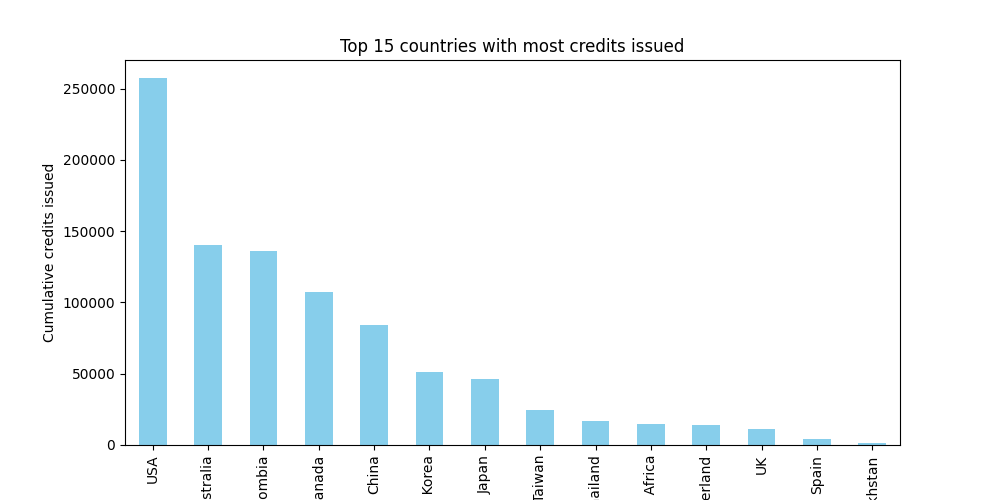 Top 15 countries with most credits issued
Cumulative credits issued
250000
200000
150000
100000
50000
0
USA
stralia
ombia
anada
China
Korea
Japan
Taiwan
ailand
Africa
erland
UK
Spain
khstan